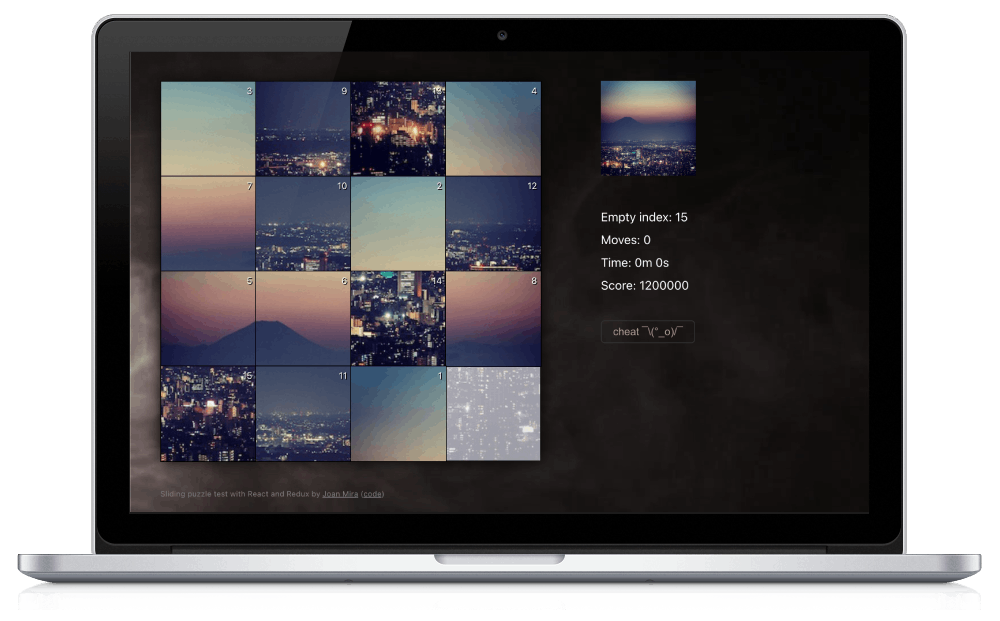 3 9 13 4
7 10 2 12
5 6 14 8
15 11 1
Empty index: 15
Moves: 0
Time: 0m 0s
Score: 1200000
cheat ¯\(°_o)/¯
Sliding puzzle test with React and Redux by Joan Mira (code)